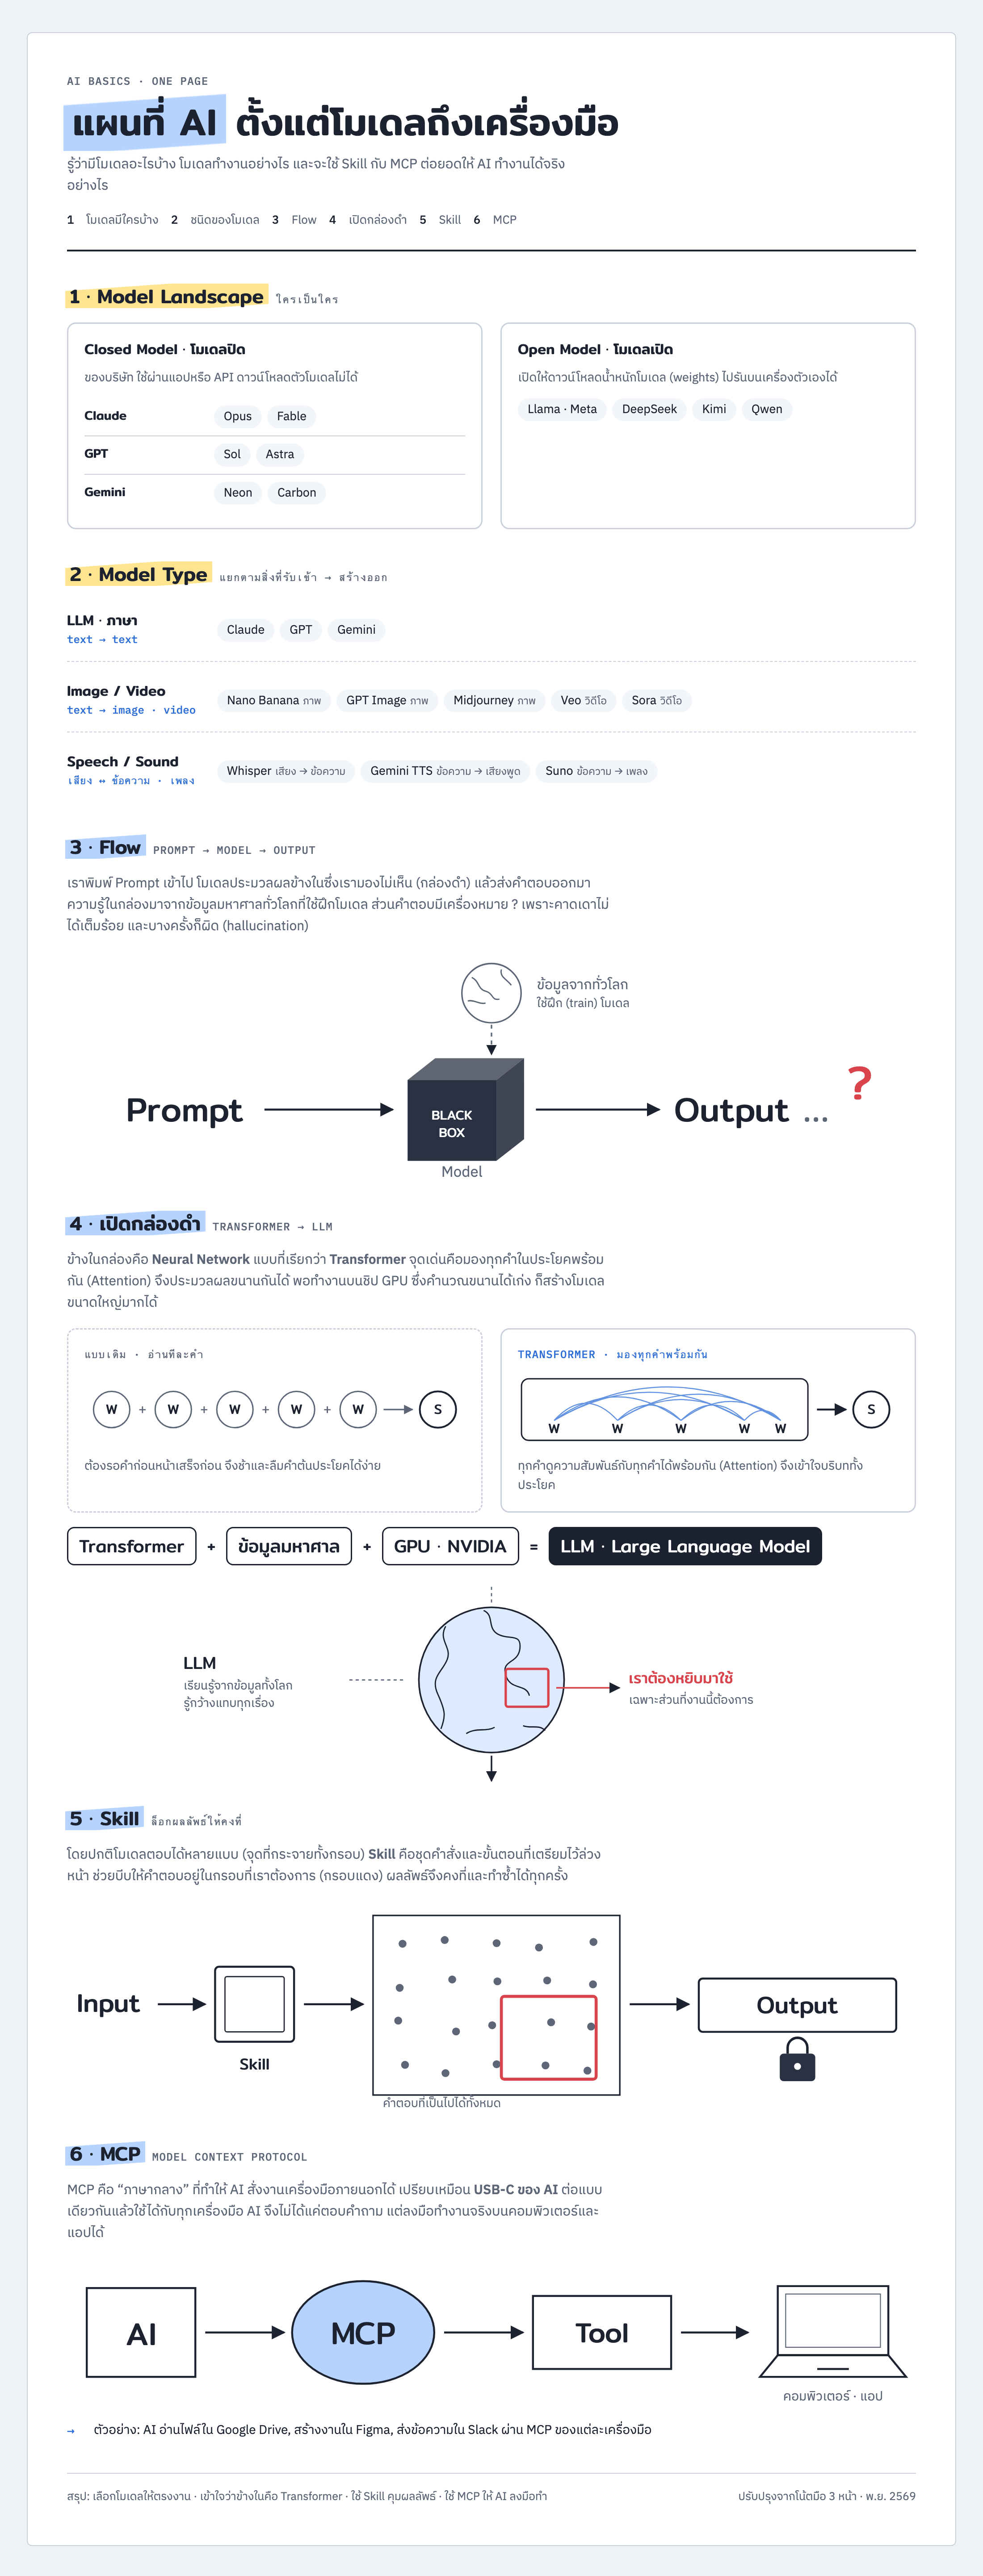 AI BASICS · ONE PAGE
แผนที่ AI ตั้งแต่โมเดลถึงเครื่องมือ
รู้ว่ามีโมเดลอะไรบ้าง โมเดลทำงานอย่างไร และจะใช้ Skill กับ MCP ต่อยอดให้ AI ทำงานได้จริง
อย่างไร
1 โมเดลมีใครบ้าง 2 ชนิดของโมเดล 3 Flow 4 เปิดกล่องดำ 5 Skill 6 MCP
1 · Model Landscape ใครเป็นใคร
Closed Model · โมเดลปิด
ของบริษัท ใช้ผ่านแอปหรือ API ดาวน์โหลดตัวโมเดลไม่ได้
Claude Opus Fable
GPT Sol Astra
Gemini Neon Carbon
Open Model · โมเดลเปิด
เปิดให้ดาวน์โหลดน้ำหนักโมเดล (weights) ไปรันบนเครื่องตัวเองได้
Llama · Meta DeepSeek Kimi Qwen
2 · Model Type แยกตามสิ่งที่รับเข้า → สร้างออก
LLM · ภาษา
text → text
Claude GPT Gemini
Image / Video
text → image · video
Nano Banana ภาพ GPT Image ภาพ Midjourney ภาพ Veo วิดีโอ Sora วิดีโอ
Speech / Sound
เสียง ↔ ข้อความ · เพลง
Whisper เสียง → ข้อความ Gemini TTS ข้อความ → เสียงพูด Suno ข้อความ → เพลง
3 · Flow PROMPT → MODEL → OUTPUT
เราพิมพ์ Prompt เข้าไป โมเดลประมวลผลข้างในซึ่งเรามองไม่เห็น (กล่องดำ) แล้วส่งคำตอบออกมา
ความรู้ในกล่องมาจากข้อมูลมหาศาลทั่วโลกที่ใช้ฝึกโมเดล ส่วนคำตอบมีเครื่องหมาย ? เพราะคาดเดาไม่
ได้เต็มร้อย และบางครั้งก็ผิด (hallucination)
ข้อมูลจากทั่วโลก
ใช้ฝึก (train) โมเดล
Prompt
BLACK
BOX
Model
Output ...
?
4 · เปิดกล่องดำ TRANSFORMER → LLM
ข้างในกล่องคือ Neural Network แบบที่เรียกว่า Transformer จุดเด่นคือมองทุกคำในประโยคพร้อม
กัน (Attention) จึงประมวลผลขนานกันได้ พอทำงานบนชิป GPU ซึ่งคำนวณขนานได้เก่ง ก็สร้างโมเดล
ขนาดใหญ่มากได้
แบบเดิม · อ่านทีละคำ
W + W + W + W + W S
ต้องรอคำก่อนหน้าเสร็จก่อน จึงช้าและลืมคำต้นประโยคได้ง่าย
TRANSFORMER · มองทุกคำพร้อมกัน
W W W W W S
ทุกคำดูความสัมพันธ์กับทุกคำได้พร้อมกัน (Attention) จึงเข้าใจบริบททั้ง
ประโยค
Transformer + ข้อมูลมหาศาล + GPU · NVIDIA = LLM · Large Language Model
LLM
เรียนรู้จากข้อมูลทั้งโลก
รู้กว้างแทบทุกเรื่อง
เราต้องหยิบมาใช้
เฉพาะส่วนที่งานนี้ต้องการ
5 · Skill ล็อกผลลัพธ์ให้คงที่
โดยปกติโมเดลตอบได้หลายแบบ (จุดที่กระจายทั้งกรอบ) Skill คือชุดคำสั่งและขั้นตอนที่เตรียมไว้ล่วง
หน้า ช่วยบีบให้คำตอบอยู่ในกรอบที่เราต้องการ (กรอบแดง) ผลลัพธ์จึงคงที่และทำซ้ำได้ทุกครั้ง
Input
Skill
คำตอบที่เป็นไปได้ทั้งหมด
Output
6 · MCP MODEL CONTEXT PROTOCOL
MCP คือ “ภาษากลาง” ที่ทำให้ AI สั่งงานเครื่องมือภายนอกได้ เปรียบเหมือน USB-C ของ AI ต่อแบบ
เดียวกันแล้วใช้ได้กับทุกเครื่องมือ AI จึงไม่ได้แค่ตอบคำถาม แต่ลงมือทำงานจริงบนคอมพิวเตอร์และ
แอปได้
AI
MCP
Tool
คอมพิวเตอร์ · แอป
→ ตัวอย่าง: AI อ่านไฟล์ใน Google Drive, สร้างงานใน Figma, ส่งข้อความใน Slack ผ่าน MCP ของแต่ละเครื่องมือ
สรุป: เลือกโมเดลให้ตรงงาน · เข้าใจว่าข้างในคือ Transformer · ใช้ Skill คุมผลลัพธ์ · ใช้ MCP ให้ AI ลงมือทำ
ปรับปรุงจากโน้ตมือ 3 หน้า · พ.ย. 2569